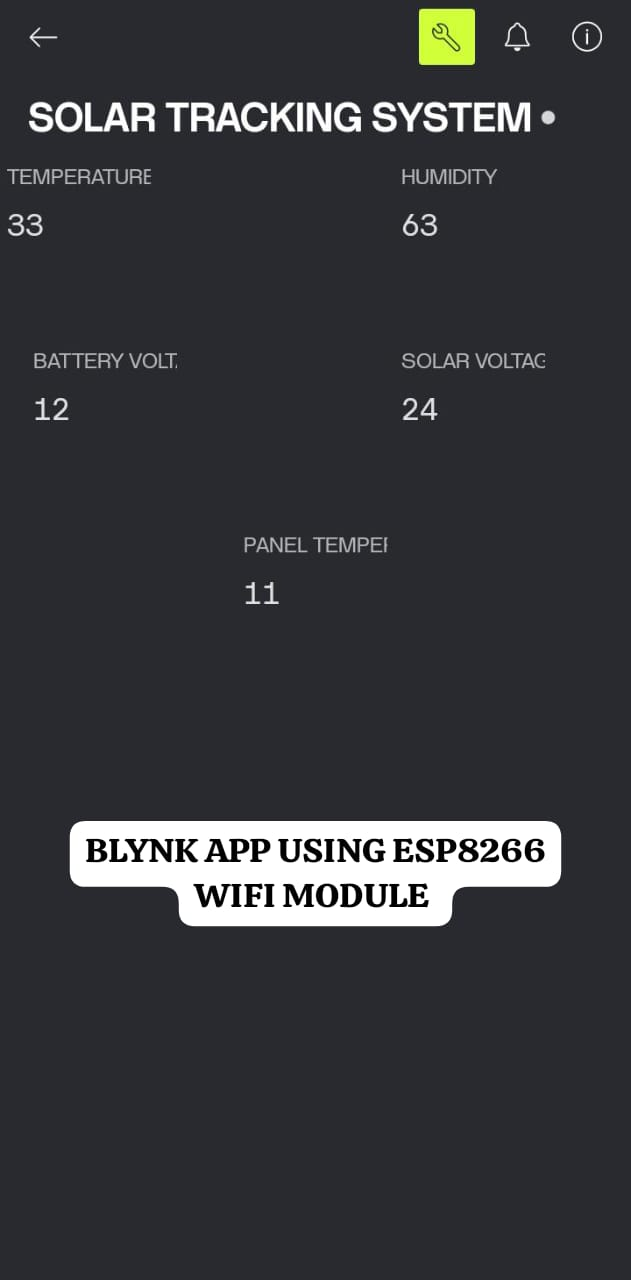 SOLAR TRACKING SYSTEM
TEMPERATURE
HUMIDITY
33
63
BATTERY VOLT.
SOLAR VOLTAG
12
24
PANEL TEMPER
11
BLYNK APP USING ESP8266
WIFI MODULE